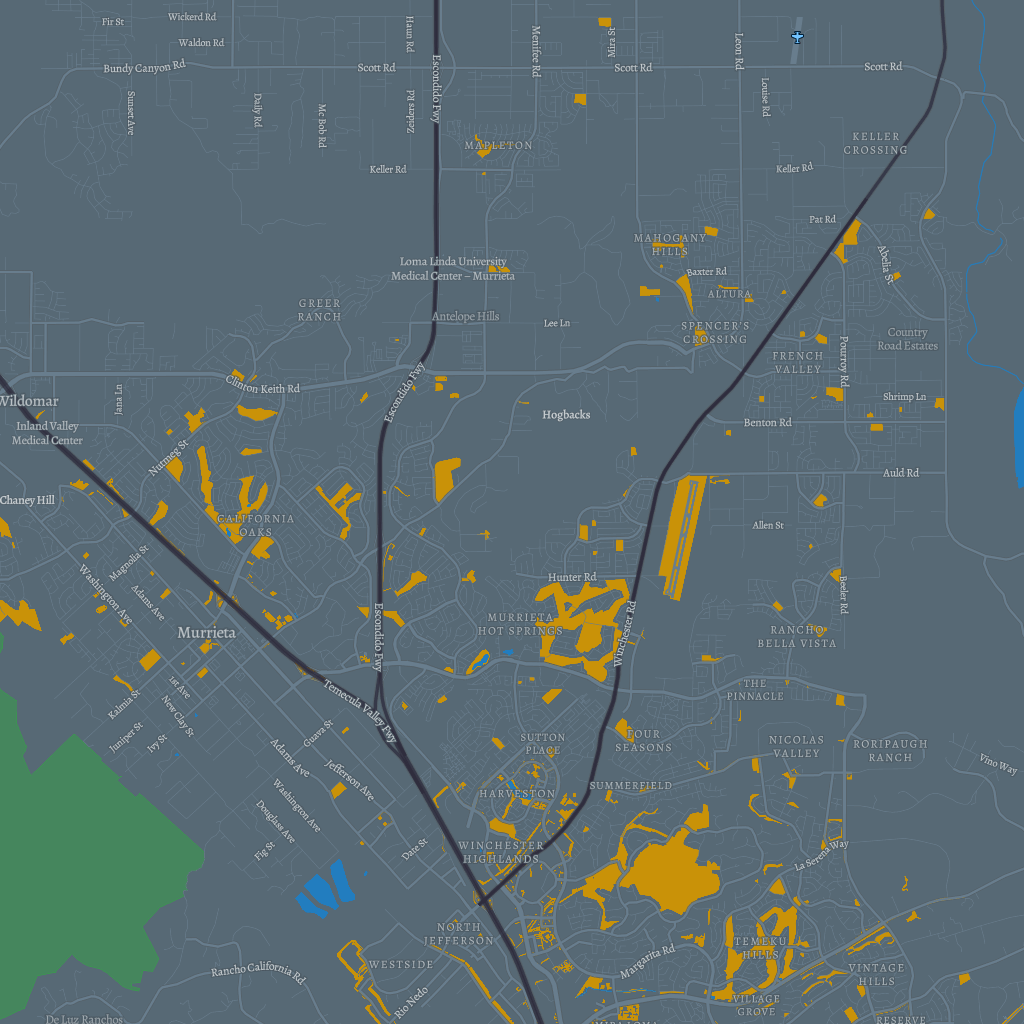 Fir St
Wickerd Rd
Waldon Rd
Haun Rd
Menifee Rd
Mira St
Leon Rd
Bundy Canyon Rd
Scott Rd
Scott Rd
Scott Rd
Escondido Fwy
Sunset Ave
Daily Rd
Mc Bob Rd
Zeiders Rd
Louise Rd
MAPLETON
KELLER
CROSSING
Keller Rd
Keller Rd
Pat Rd
MAHOGANY
HILLS
Abelia St
Loma Linda University
Medical Center – Murrieta
Baxter Rd
ALTURA
GREER
RANCH
Antelope Hills
Lee Ln
SPENCER'S
CROSSING
Country
Road Estates
FRENCH
VALLEY
Pourroy Rd
Clinton Keith Rd
Escondido Fwy
Jana Ln
Wildomar
Shrimp Ln
Hogbacks
Inland Valley
Medical Center
Benton Rd
Nurmeg St
Auld Rd
Chaney Hill
CALIFORNIA
OAKS
Allen St
Magnolia St
Washington Ave
Adams Ave
Hunter Rd
Beeler Rd
Murrieta
Escondido Fwy
MURRIETA
HOT SPRINGS
Winchester Rd
RANCHO
BELLA VISTA
1st Ave
Kalmia St
New Clay St
Temecula Valley Fwy
THE
PINNACLE
Juniper St
Ivy St
Guava St
SUTTON
PLACE
FOUR
SEASONS
NICOLAS
VALLEY
RORIPAUGH
RANCH
Vino Way
Adams Ave
Jefferson Ave
HARVESTON
SUMMERFIELD
Washington Ave
Douglass Ave
Fig St
Date St
WINCHESTER
HIGHLANDS
La Serena Way
NORTH
JEFFERSON
TEMEKU
HILLS
WESTSIDE
Margarita Rd
Rancho California Rd
VINTAGE
HILLS
Rio Nedo
VILLAGE
GROVE
De Luz Ranchos
RESERVE